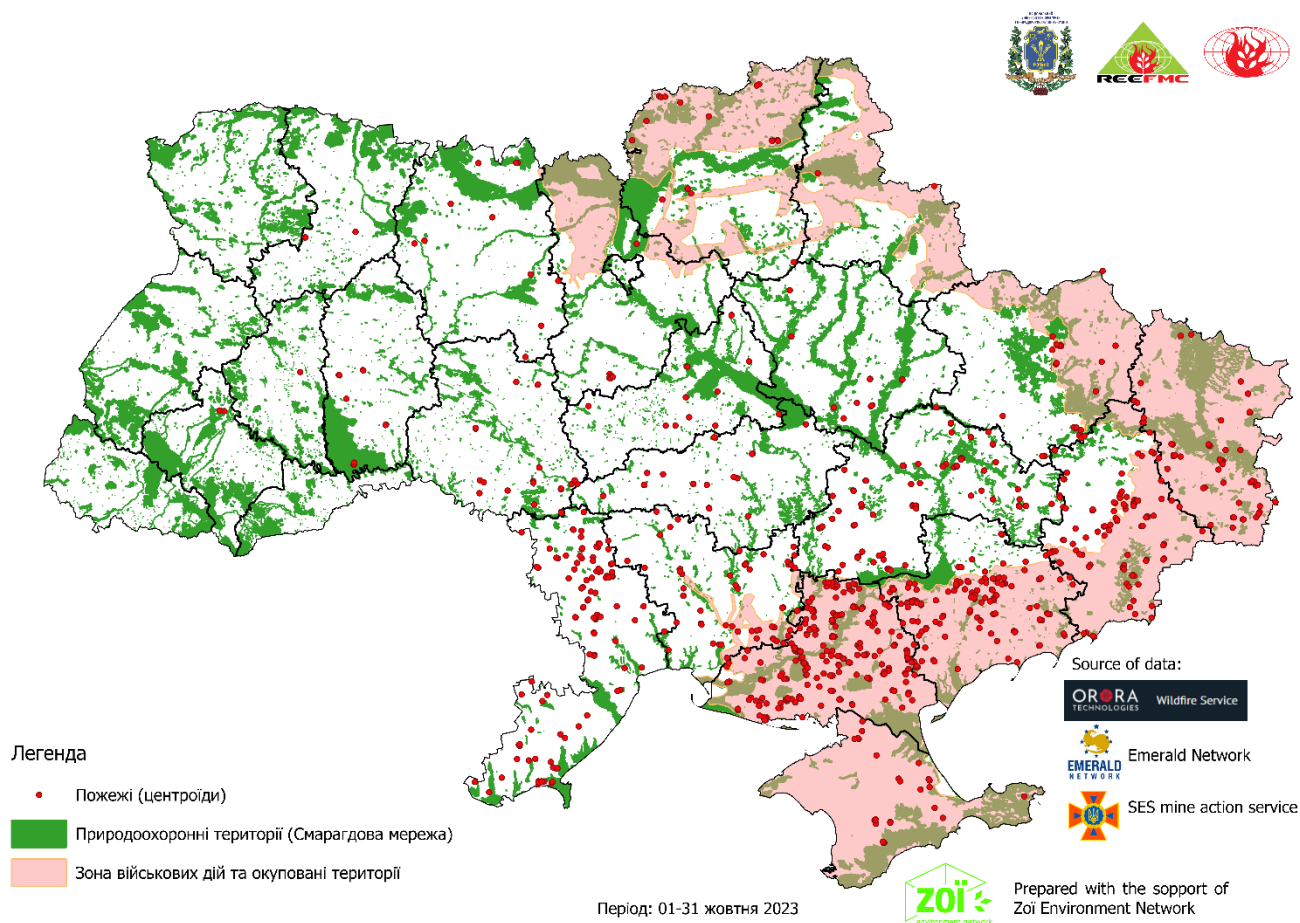 REEFMC
Source of data:
ORORA
TECHNOLOGIES
Wildfire Service
EMERALD
NETWORK
Emerald Network
SES mine action service
Легенда
Пожежі (центроїди)
Природоохоронні території (Смарагдова мережа)
Зона військових дій та окуповані території
Період: 01-31 жовтня 2023
zoï
environment network
Prepared with the sopport of
Zoï Environment Network